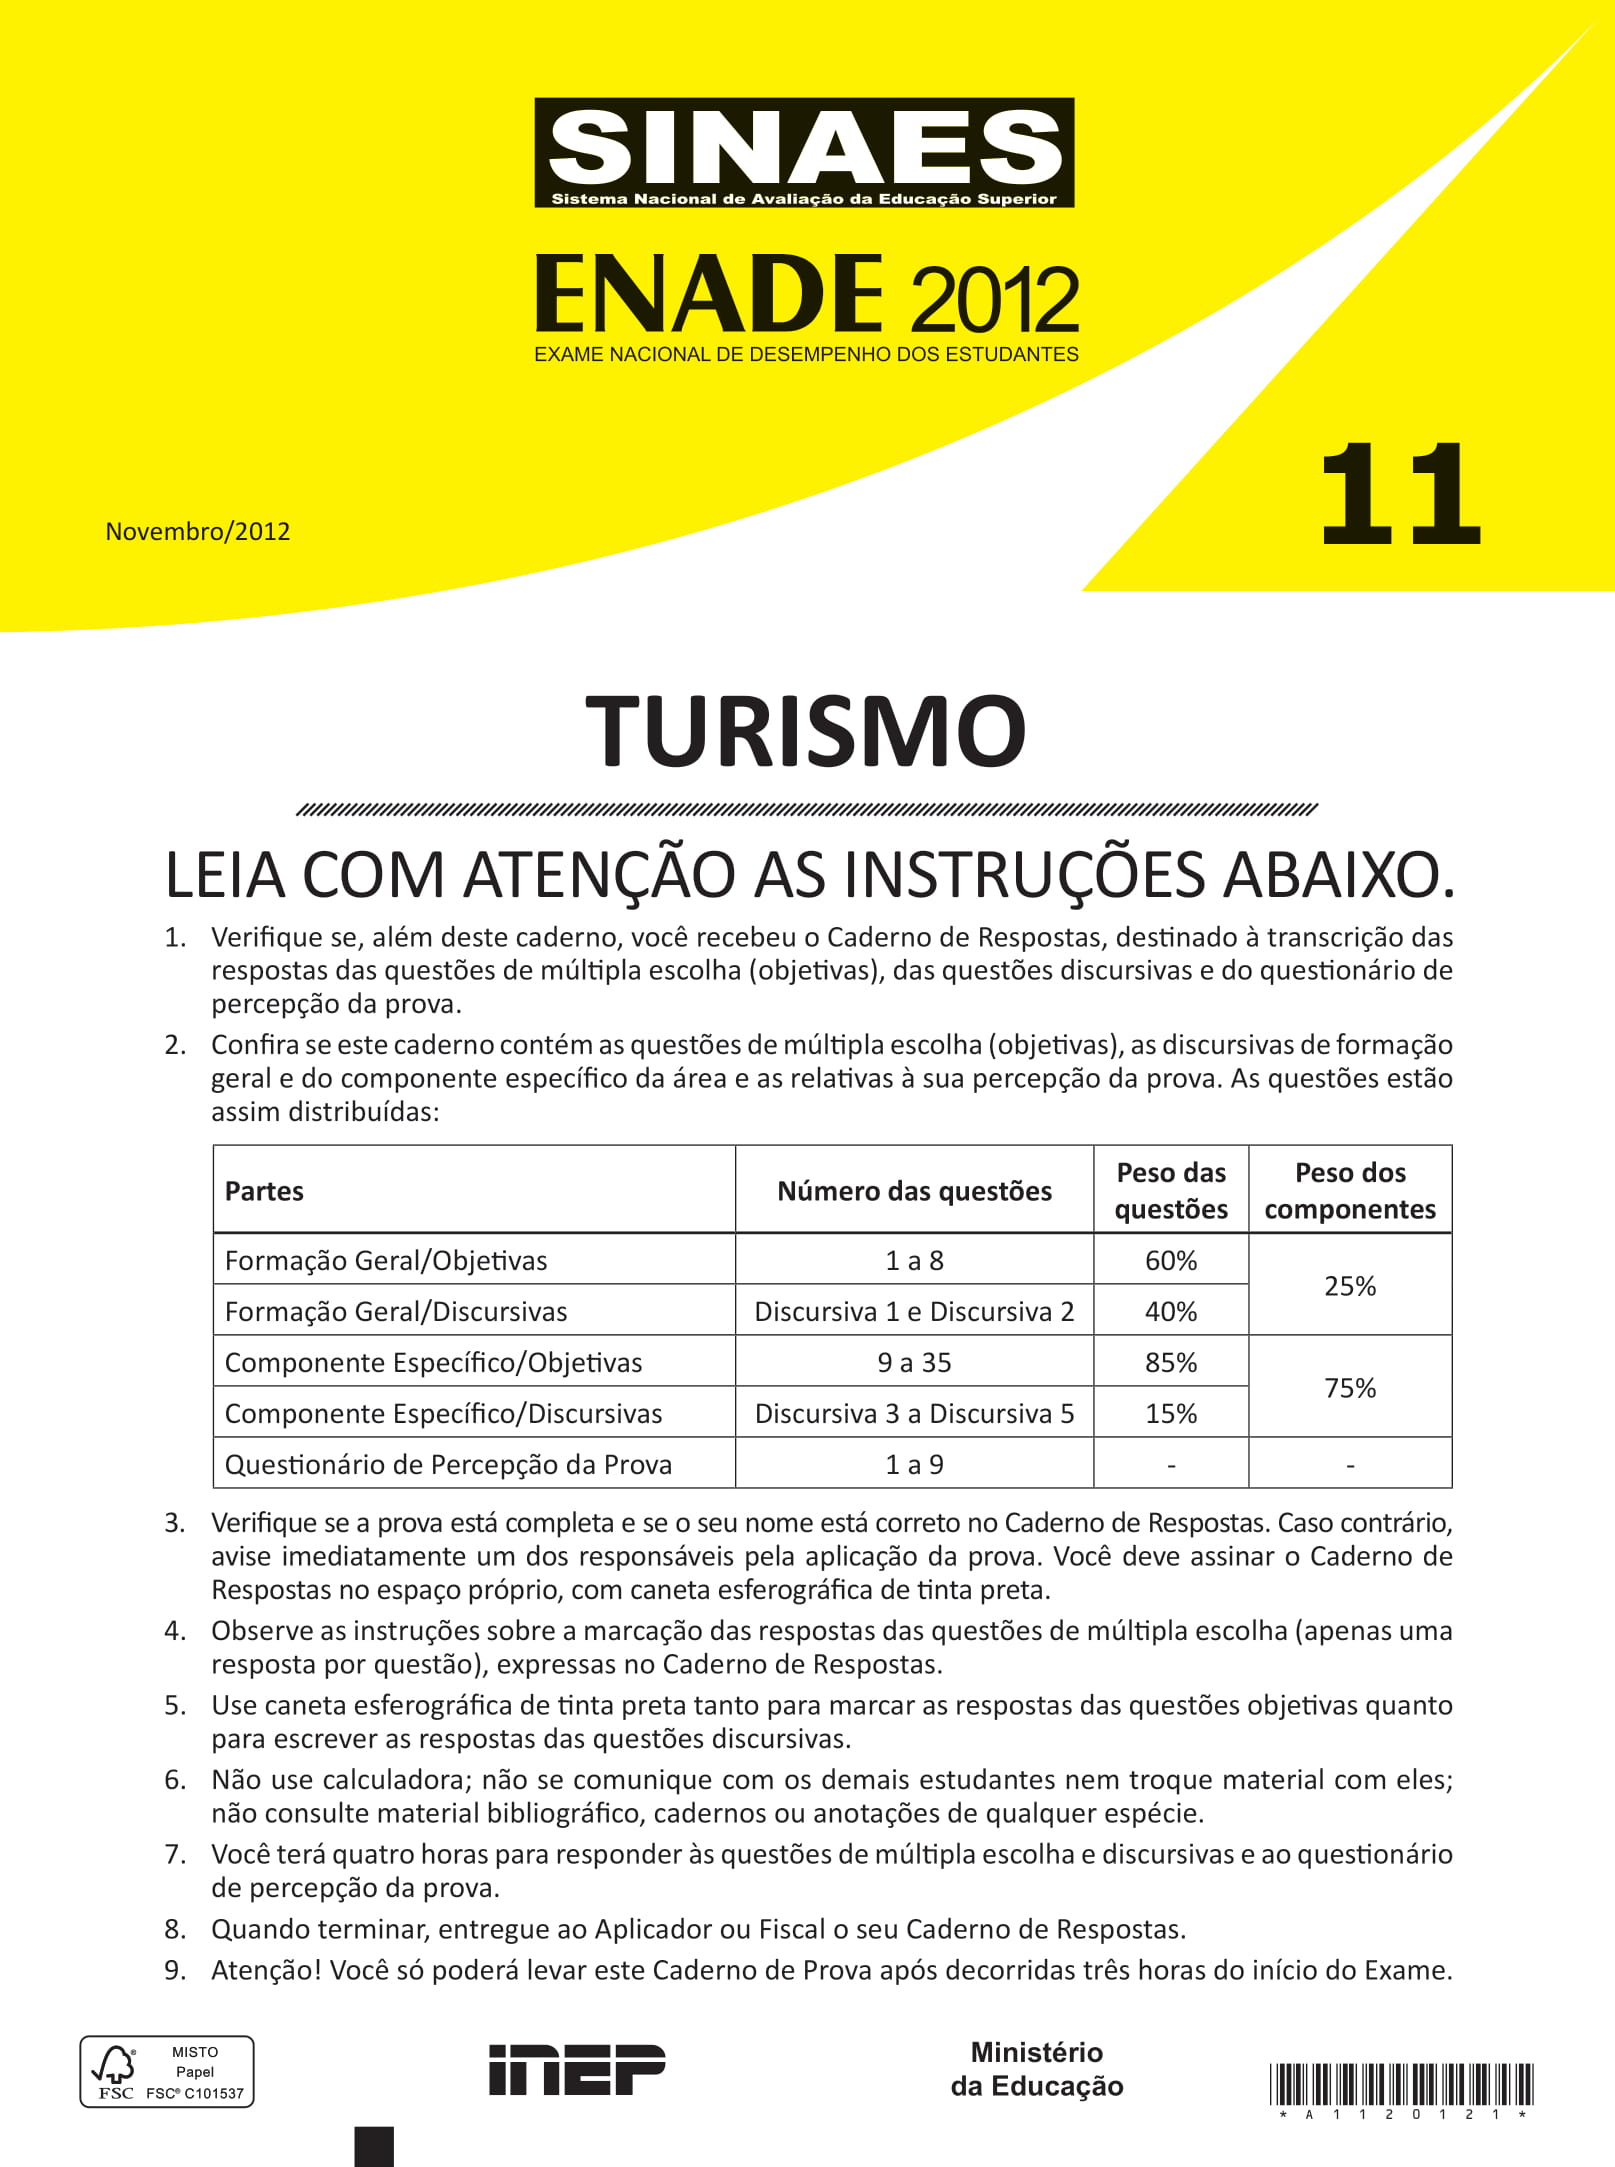 SINAES
Sistema Nacional de Avaliação da Educação Superior
ENADE 2012
EXAME NACIONAL DE DESEMPENHO DOS ESTUDANTES
11
Novembro/2012
TURISMO
LEIA COM ATENÇÃO AS INSTRUÇÕES ABAIXO.
1. Verifique se, além deste caderno, você recebeu o Caderno de Respostas, destinado à transcrição das
respostas das questões de múltipla escolha (objetivas), das questões discursivas e do questionário de
percepção da prova.
2. Confira se este caderno contém as questões de múltipla escolha (objetivas), as discursivas de formação
geral e do componente específico da área e as relativas à sua percepção da prova. As questões estão
assim distribuídas:
Partes Número das questões Peso das questões Peso dos componentes
Formação Geral/Objetivas 1 a 8 60% 25%
Formação Geral/Discursivas Discursiva 1 e Discursiva 2 40%
Componente Específico/Objetivas 9 a 35 85% 75%
Componente Específico/Discursivas Discursiva 3 a Discursiva 5 15%
Questionário de Percepção da Prova 1 a 9 - -
3. Verifique se a prova está completa e se o seu nome está correto no Caderno de Respostas. Caso contrário,
avise imediatamente um dos responsáveis pela aplicação da prova. Você deve assinar o Caderno de
Respostas no espaço próprio, com caneta esferográfica de tinta preta.
4. Observe as instruções sobre a marcação das respostas das questões de múltipla escolha (apenas uma
resposta por questão), expressas no Caderno de Respostas.
5. Use caneta esferográfica de tinta preta tanto para marcar as respostas das questões objetivas quanto
para escrever as respostas das questões discursivas.
6. Não use calculadora; não se comunique com os demais estudantes nem troque material com eles;
não consulte material bibliográfico, cadernos ou anotações de qualquer espécie.
7. Você terá quatro horas para responder às questões de múltipla escolha e discursivas e ao questionário
de percepção da prova.
8. Quando terminar, entregue ao Aplicador ou Fiscal o seu Caderno de Respostas.
9. Atenção! Você só poderá levar este Caderno de Prova após decorridas três horas do início do Exame.
FSC
MISTO
Papel
FSC® C101537
INEP
Ministério
da Educação
* A 1 1 2 0 1 2 1 *